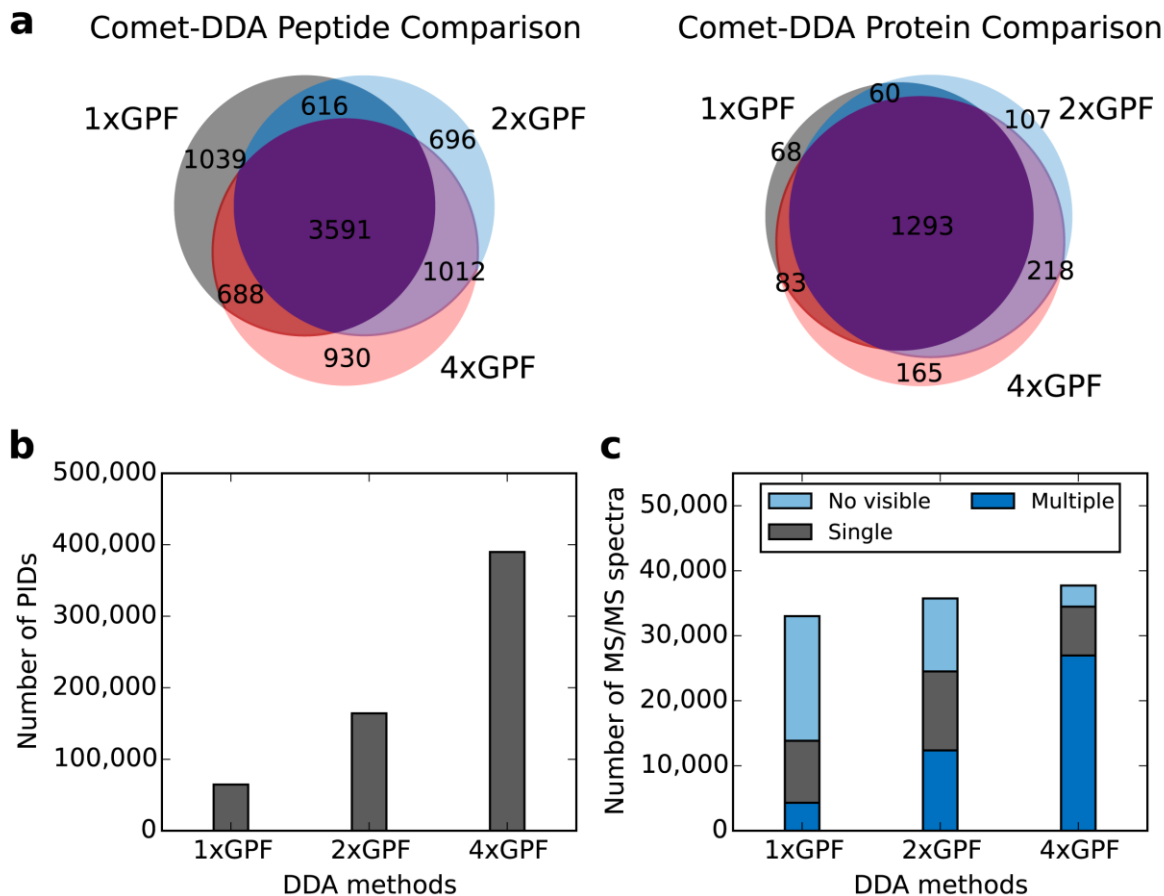 a
Comet-DDA Peptide Comparison
1xGPF
2xGPF
4xGPF
616
696
1039
3591
1012
688
930
Comet-DDA Protein Comparison
1xGPF
2xGPF
4xGPF
60
107
68
1293
218
83
165
b
Number of PIDs
500,000
400,000
300,000
200,000
100,000
0
1xGPF
2xGPF
4xGPF
DDA methods
c
Number of MS/MS spectra
50,000
40,000
30,000
20,000
10,000
0
No visible
Multiple
Single
1xGPF
2xGPF
4xGPF
DDA methods